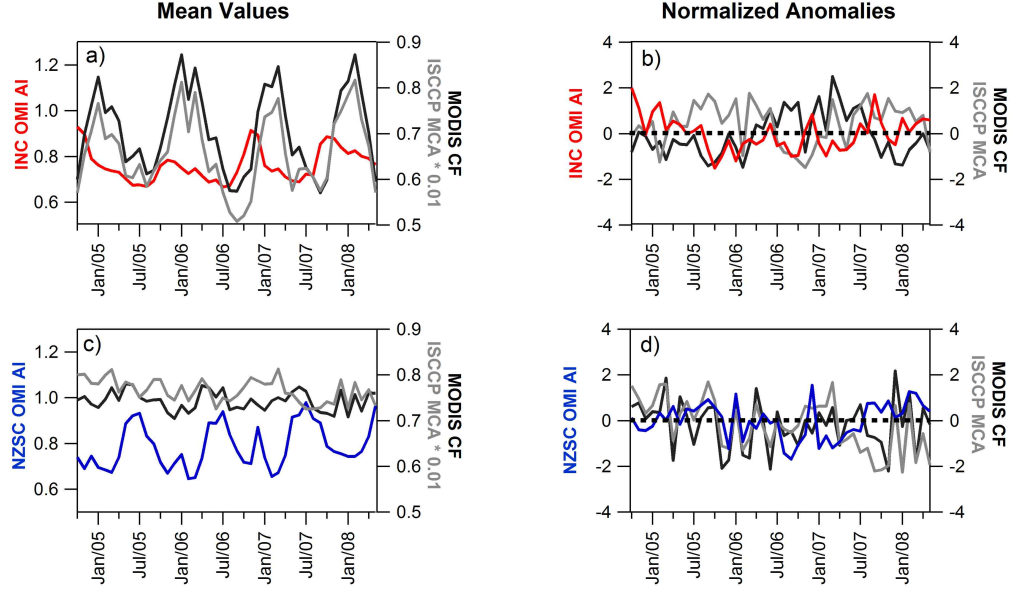 Mean Values
Normalized Anomalies
a)
INC OMI AI
1.2
1.0
0.8
0.6
0.9
0.8
0.7
0.6
0.5
ISCCP MCA * 0.01
MODIS CF
Jan/05
Jul/05
Jan/06
Jul/06
Jan/07
Jul/07
Jan/08
b)
INC OMI AI
4
2
0
-2
-4
4
2
0
-2
-4
ISCCP MCA
MODIS CF
Jan/05
Jul/05
Jan/06
Jul/06
Jan/07
Jul/07
Jan/08
c)
NZSC OMI AI
1.2
1.0
0.8
0.6
0.9
0.8
0.7
0.6
0.5
ISCCP MCA * 0.01
MODIS CF
Jan/05
Jul/05
Jan/06
Jul/06
Jan/07
Jul/07
Jan/08
d)
NZSC OMI AI
4
2
0
-2
-4
4
2
0
-2
-4
ISCCP MCA
MODIS CF
Jan/05
Jul/05
Jan/06
Jul/06
Jan/07
Jul/07
Jan/08